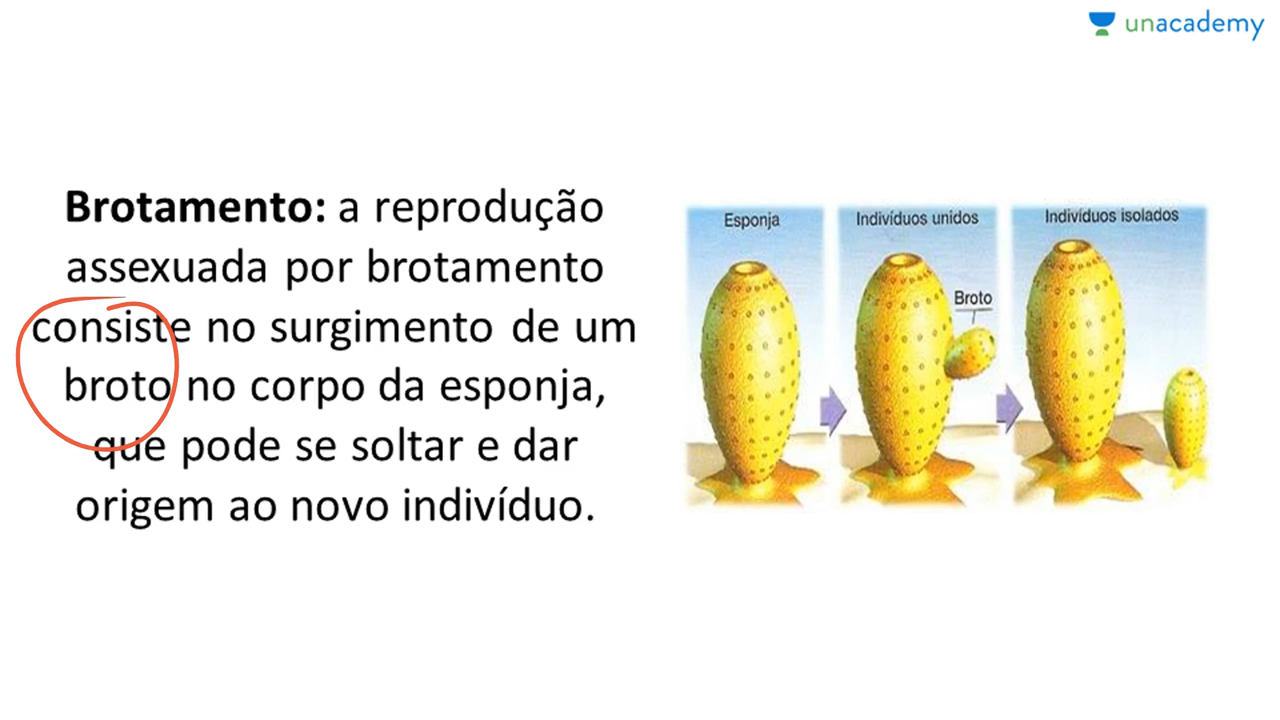 unacademy
Brotamento: a reprodução
assexuada por brotamento
consiste no surgimento de um
broto no corpo da esponja,
que pode se soltar e dar
origem ao novo indivíduo.
Esponja
Indivíduos unidos
Broto
Indivíduos isolados